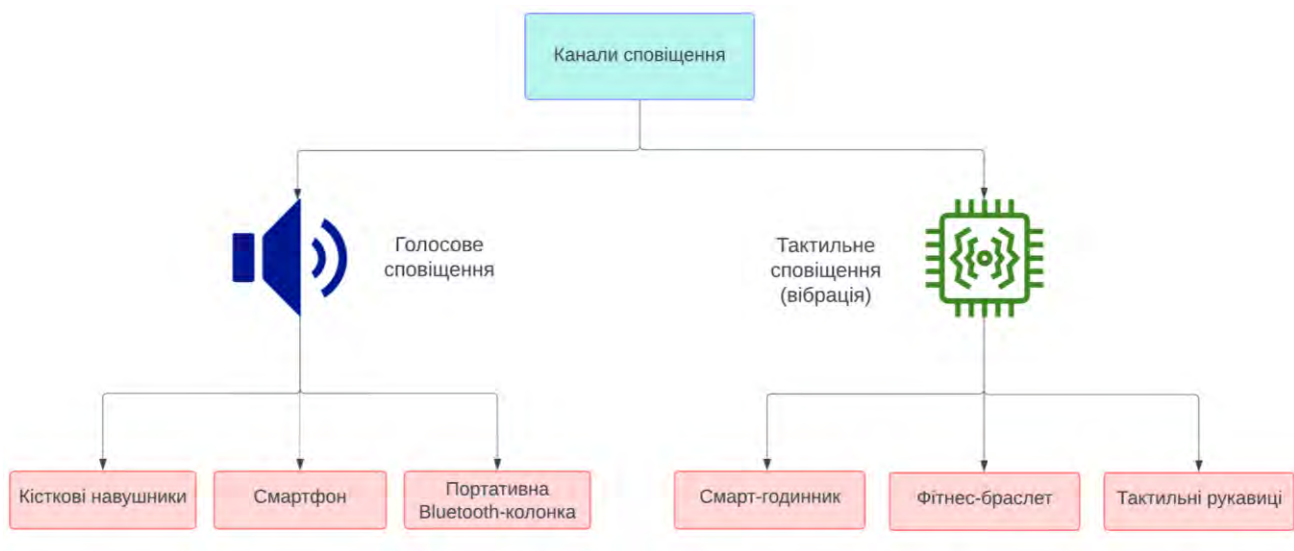 Канали сповіщення
Голосове
сповіщення
Тактильне
сповіщення
(вібрація)
Кісткові навушники
Смартфон
Портативна
Bluetooth-колонка
Смарт-годинник
Фітнес-браслет
Тактильні рукавиці